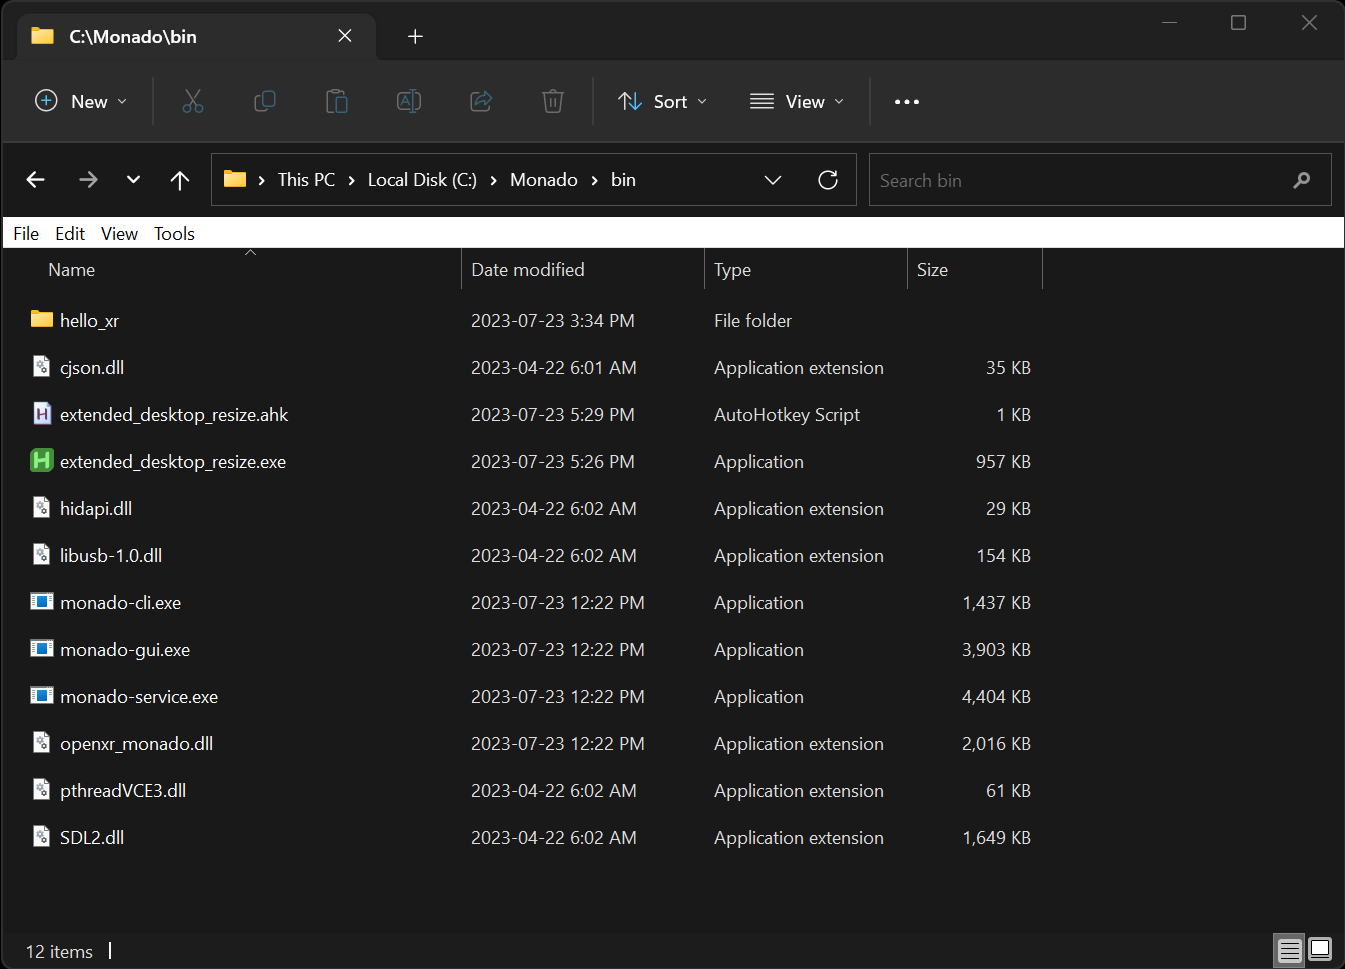 C:\Monado\bin
New Sort View
This PC Local Disk (C:) Monado bin Search bin
File Edit View Tools
Name Date modified Type Size
hello_xr 2023-07-23 3:34 PM File folder
cjson.dll 2023-04-22 6:01 AM Application extension 35 KB
extended_desktop_resize.ahk 2023-07-23 5:29 PM AutoHotkey Script 1 KB
extended_desktop_resize.exe 2023-07-23 5:26 PM Application 957 KB
hidapi.dll 2023-04-22 6:02 AM Application extension 29 KB
libusb-1.0.dll 2023-04-22 6:02 AM Application extension 154 KB
monado-cli.exe 2023-07-23 12:22 PM Application 1,437 KB
monado-gui.exe 2023-07-23 12:22 PM Application 3,903 KB
monado-service.exe 2023-07-23 12:22 PM Application 4,404 KB
openxr_monado.dll 2023-07-23 12:22 PM Application extension 2,016 KB
pthreadVCE3.dll 2023-04-22 6:02 AM Application extension 61 KB
SDL2.dll 2023-04-22 6:02 AM Application extension 1,649 KB
12 items